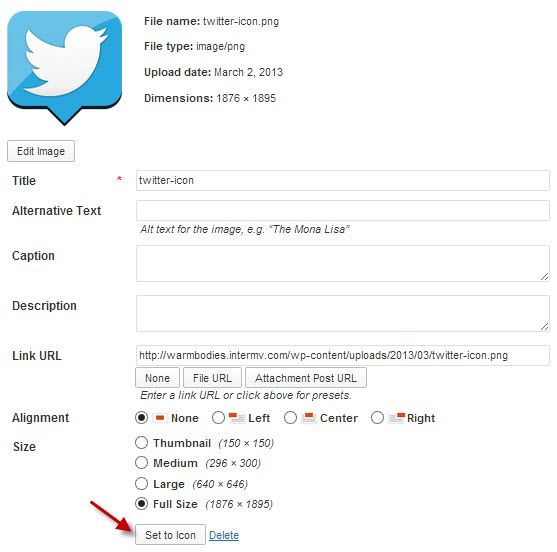 File name: twitter-icon.png
File type: image/png
Upload date: March 2, 2013
Dimensions: 1876 × 1895
Edit Image
Title * twitter-icon
Alternative Text
Alt text for the image, e.g. "The Mona Lisa"
Caption
Description
Link URL http://warmbodies.intermv.com/wp-content/uploads/2013/03/twitter-icon.png
None File URL Attachment Post URL
Enter a link URL or click above for presets.
Alignment None Left Center Right
Size Thumbnail (150 × 150)
Medium (296 × 300)
Large (640 × 646)
Full Size (1876 × 1895)
Set to Icon Delete